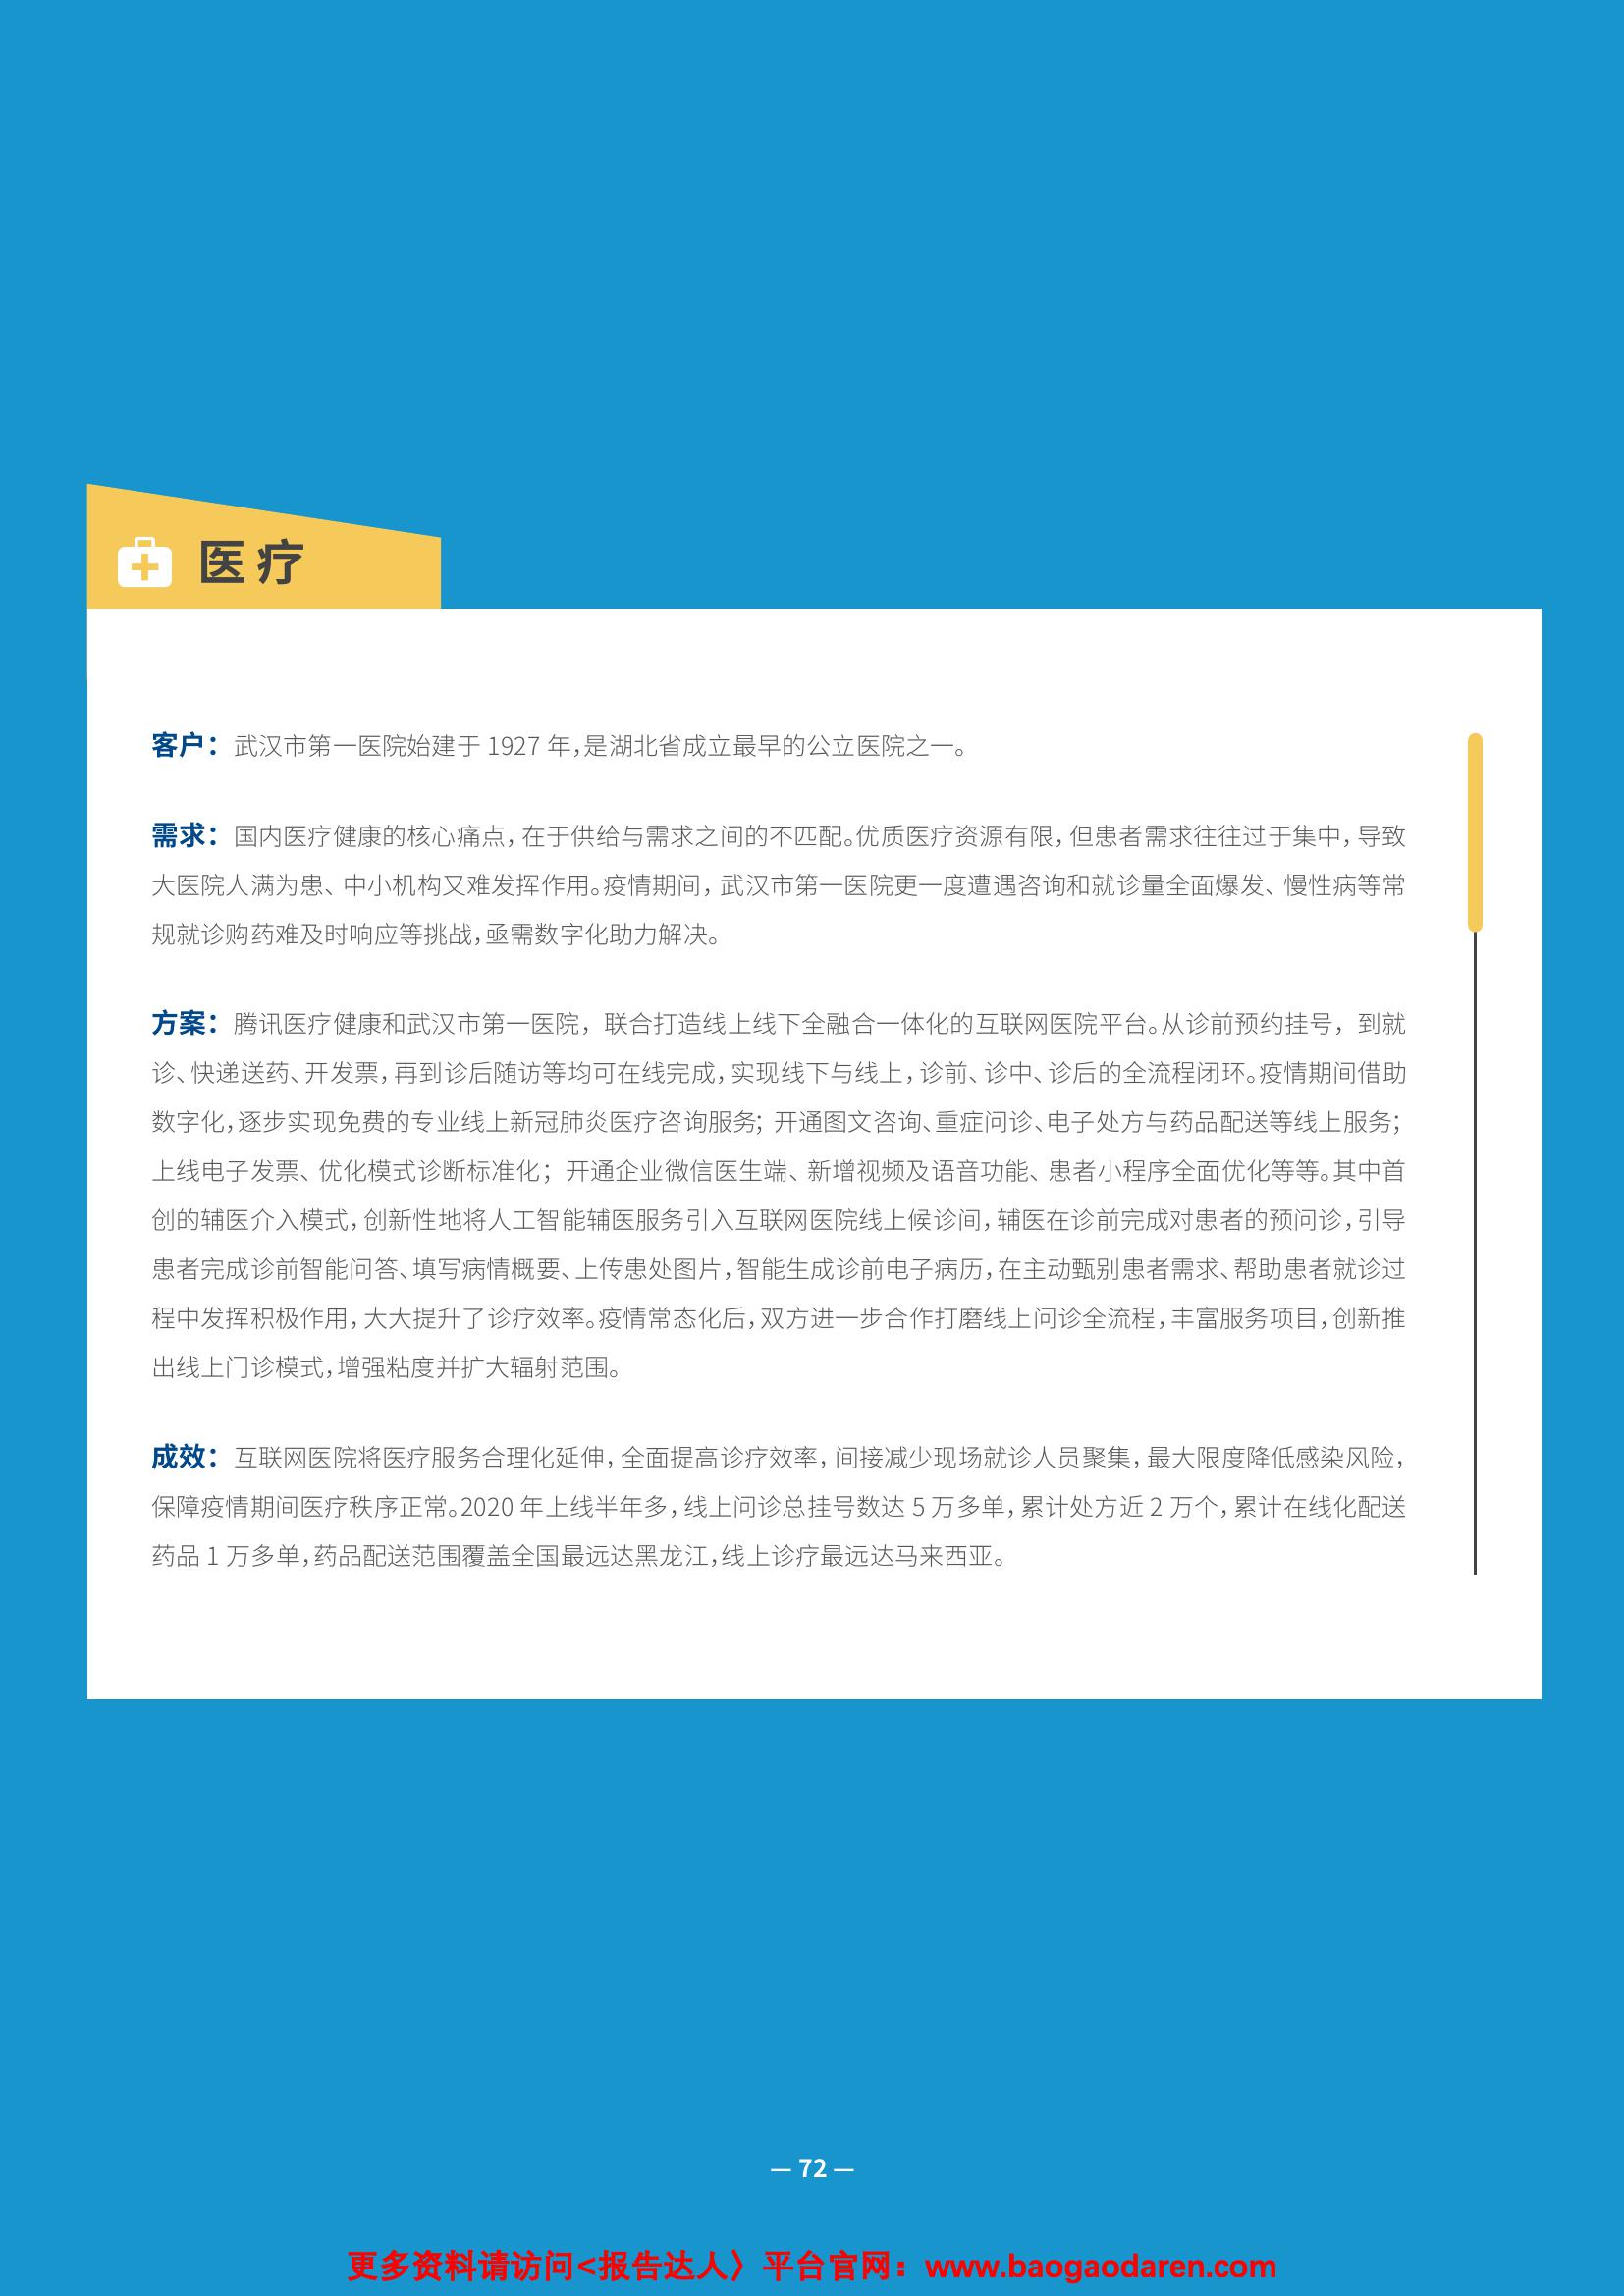 医疗
客户：武汉市第一医院始建于 1927 年，是湖北省成立最早的公立医院之一。
需求：国内医疗健康的核心痛点，在于供给与需求之间的不匹配。优质医疗资源有限，但患者需求往往过于集中，导致
大医院人满为患、中小机构又难发挥作用。疫情期间，武汉市第一医院更一度遭遇咨询和就诊量全面爆发、慢性病等常
规就诊购药难及时响应等挑战，亟需数字化助力解决。
方案：腾讯医疗健康和武汉市第一医院，联合打造线上线下全融合一体化的互联网医院平台。从诊前预约挂号，到就
诊、快递送药、开发票，再到诊后随访等均可在线完成，实现线下与线上，诊前、诊中、诊后的全流程闭环。疫情期间借助
数字化，逐步实现免费的专业线上新冠肺炎医疗咨询服务；开通图文咨询、重症问诊、电子处方与药品配送等线上服务；
上线电子发票、优化模式诊断标准化；开通企业微信医生端、新增视频及语音功能、患者小程序全面优化等等。其中首
创的辅医介入模式，创新性地将人工智能辅医服务引入互联网医院线上候诊间，辅医在诊前完成对患者的预问诊，引导
患者完成诊前智能问答、填写病情概要、上传患处图片，智能生成诊前电子病历，在主动甄别患者需求、帮助患者就诊过
程中发挥积极作用，大大提升了诊疗效率。疫情常态化后，双方进一步合作打磨线上问诊全流程，丰富服务项目，创新推
出线上门诊模式，增强粘度并扩大辐射范围。
成效：互联网医院将医疗服务合理化延伸，全面提高诊疗效率，间接减少现场就诊人员聚集，最大限度降低感染风险，
保障疫情期间医疗秩序正常。2020 年上线半年多，线上问诊总挂号数达 5 万多单，累计处方近 2 万个，累计在线化配送
药品 1 万多单，药品配送范围覆盖全国最远达黑龙江，线上诊疗最远达马来西亚。
— 72 —
更多资料请访问<报告达人〉平台官网：www.baogaodaren.com